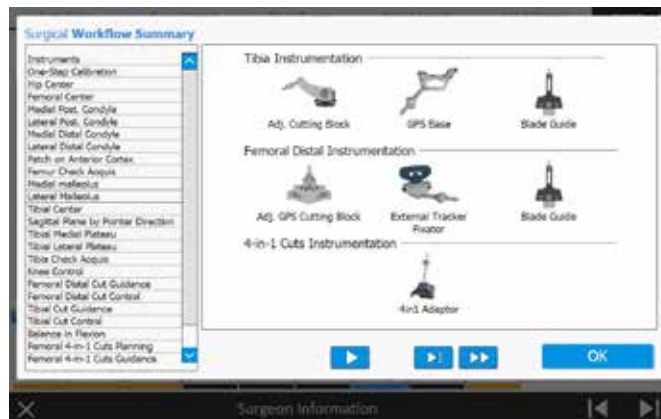 Surgical Workflow Summary
Instruments
One-Step Calibration
Hip Center
Femoral Center
Medial Post. Condyle
Lateral Post. Condyle
Medial Distal Condyle
Lateral Distal Condyle
Patch on Anterior Cortex
Femur Check Acquis
Medial malleolus
Lateral Malleolus
Tibial Center
Sagittal Plane by Pointer Direction
Tibial Medial Plateau
Tibial Lateral Plateau
Tibia Check Acquis
Knee Control
Femoral Distal Cut Guidance
Femoral Distal Cut Control
Tibial Cut Guidance
Tibial Cut Control
Balance in Flexion
Femoral 4-in-1 Cuts Planning
Femoral 4-in-1 Cuts Guidance
Tibia Instrumentation
Adj. Cutting Block
GPS Base
Blade Guide
Femoral Distal Instrumentation
Adj. GPS Cutting Block
External Tracker
Fixator
Blade Guide
4-in-1 Cuts Instrumentation
4in1 Adaptor
OK
Surgeon Information